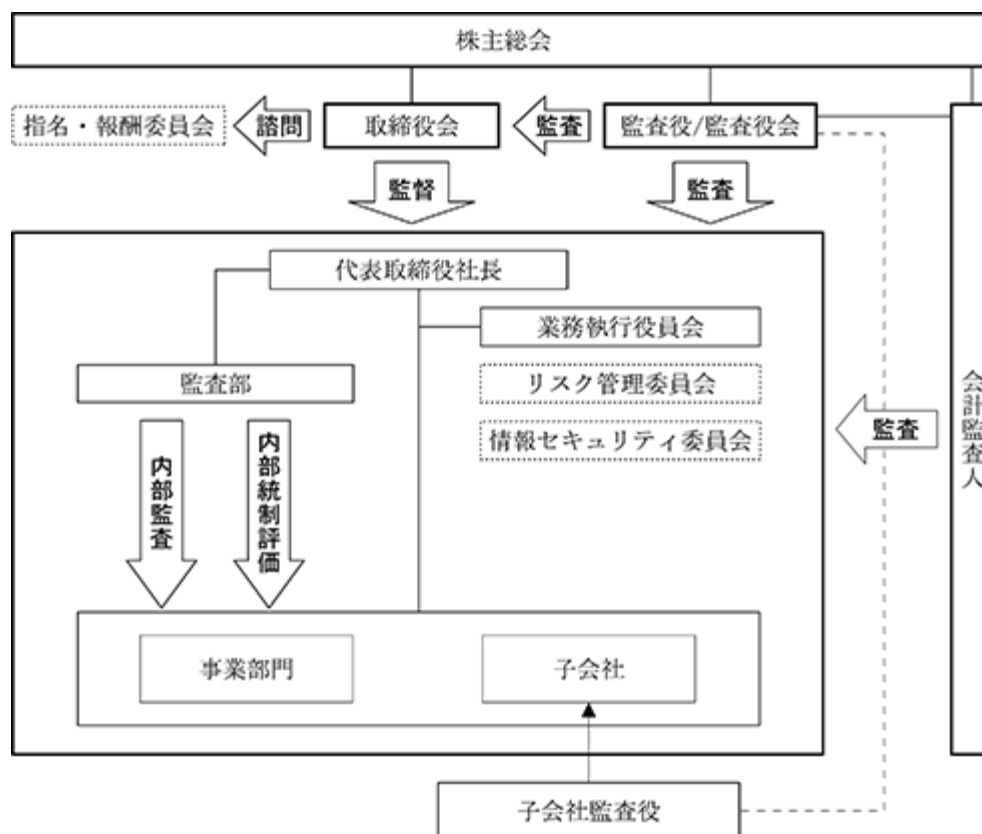 株主総会
指名・報酬委員会
諮問
取締役会
監査
監査役/監査役会
監督
監査
代表取締役社長
業務執行役員会
監査部
リスク管理委員会
情報セキュリティ委員会
会計監査人
監査
内部監査
内部統制評価
事業部門
子会社
子会社監査役